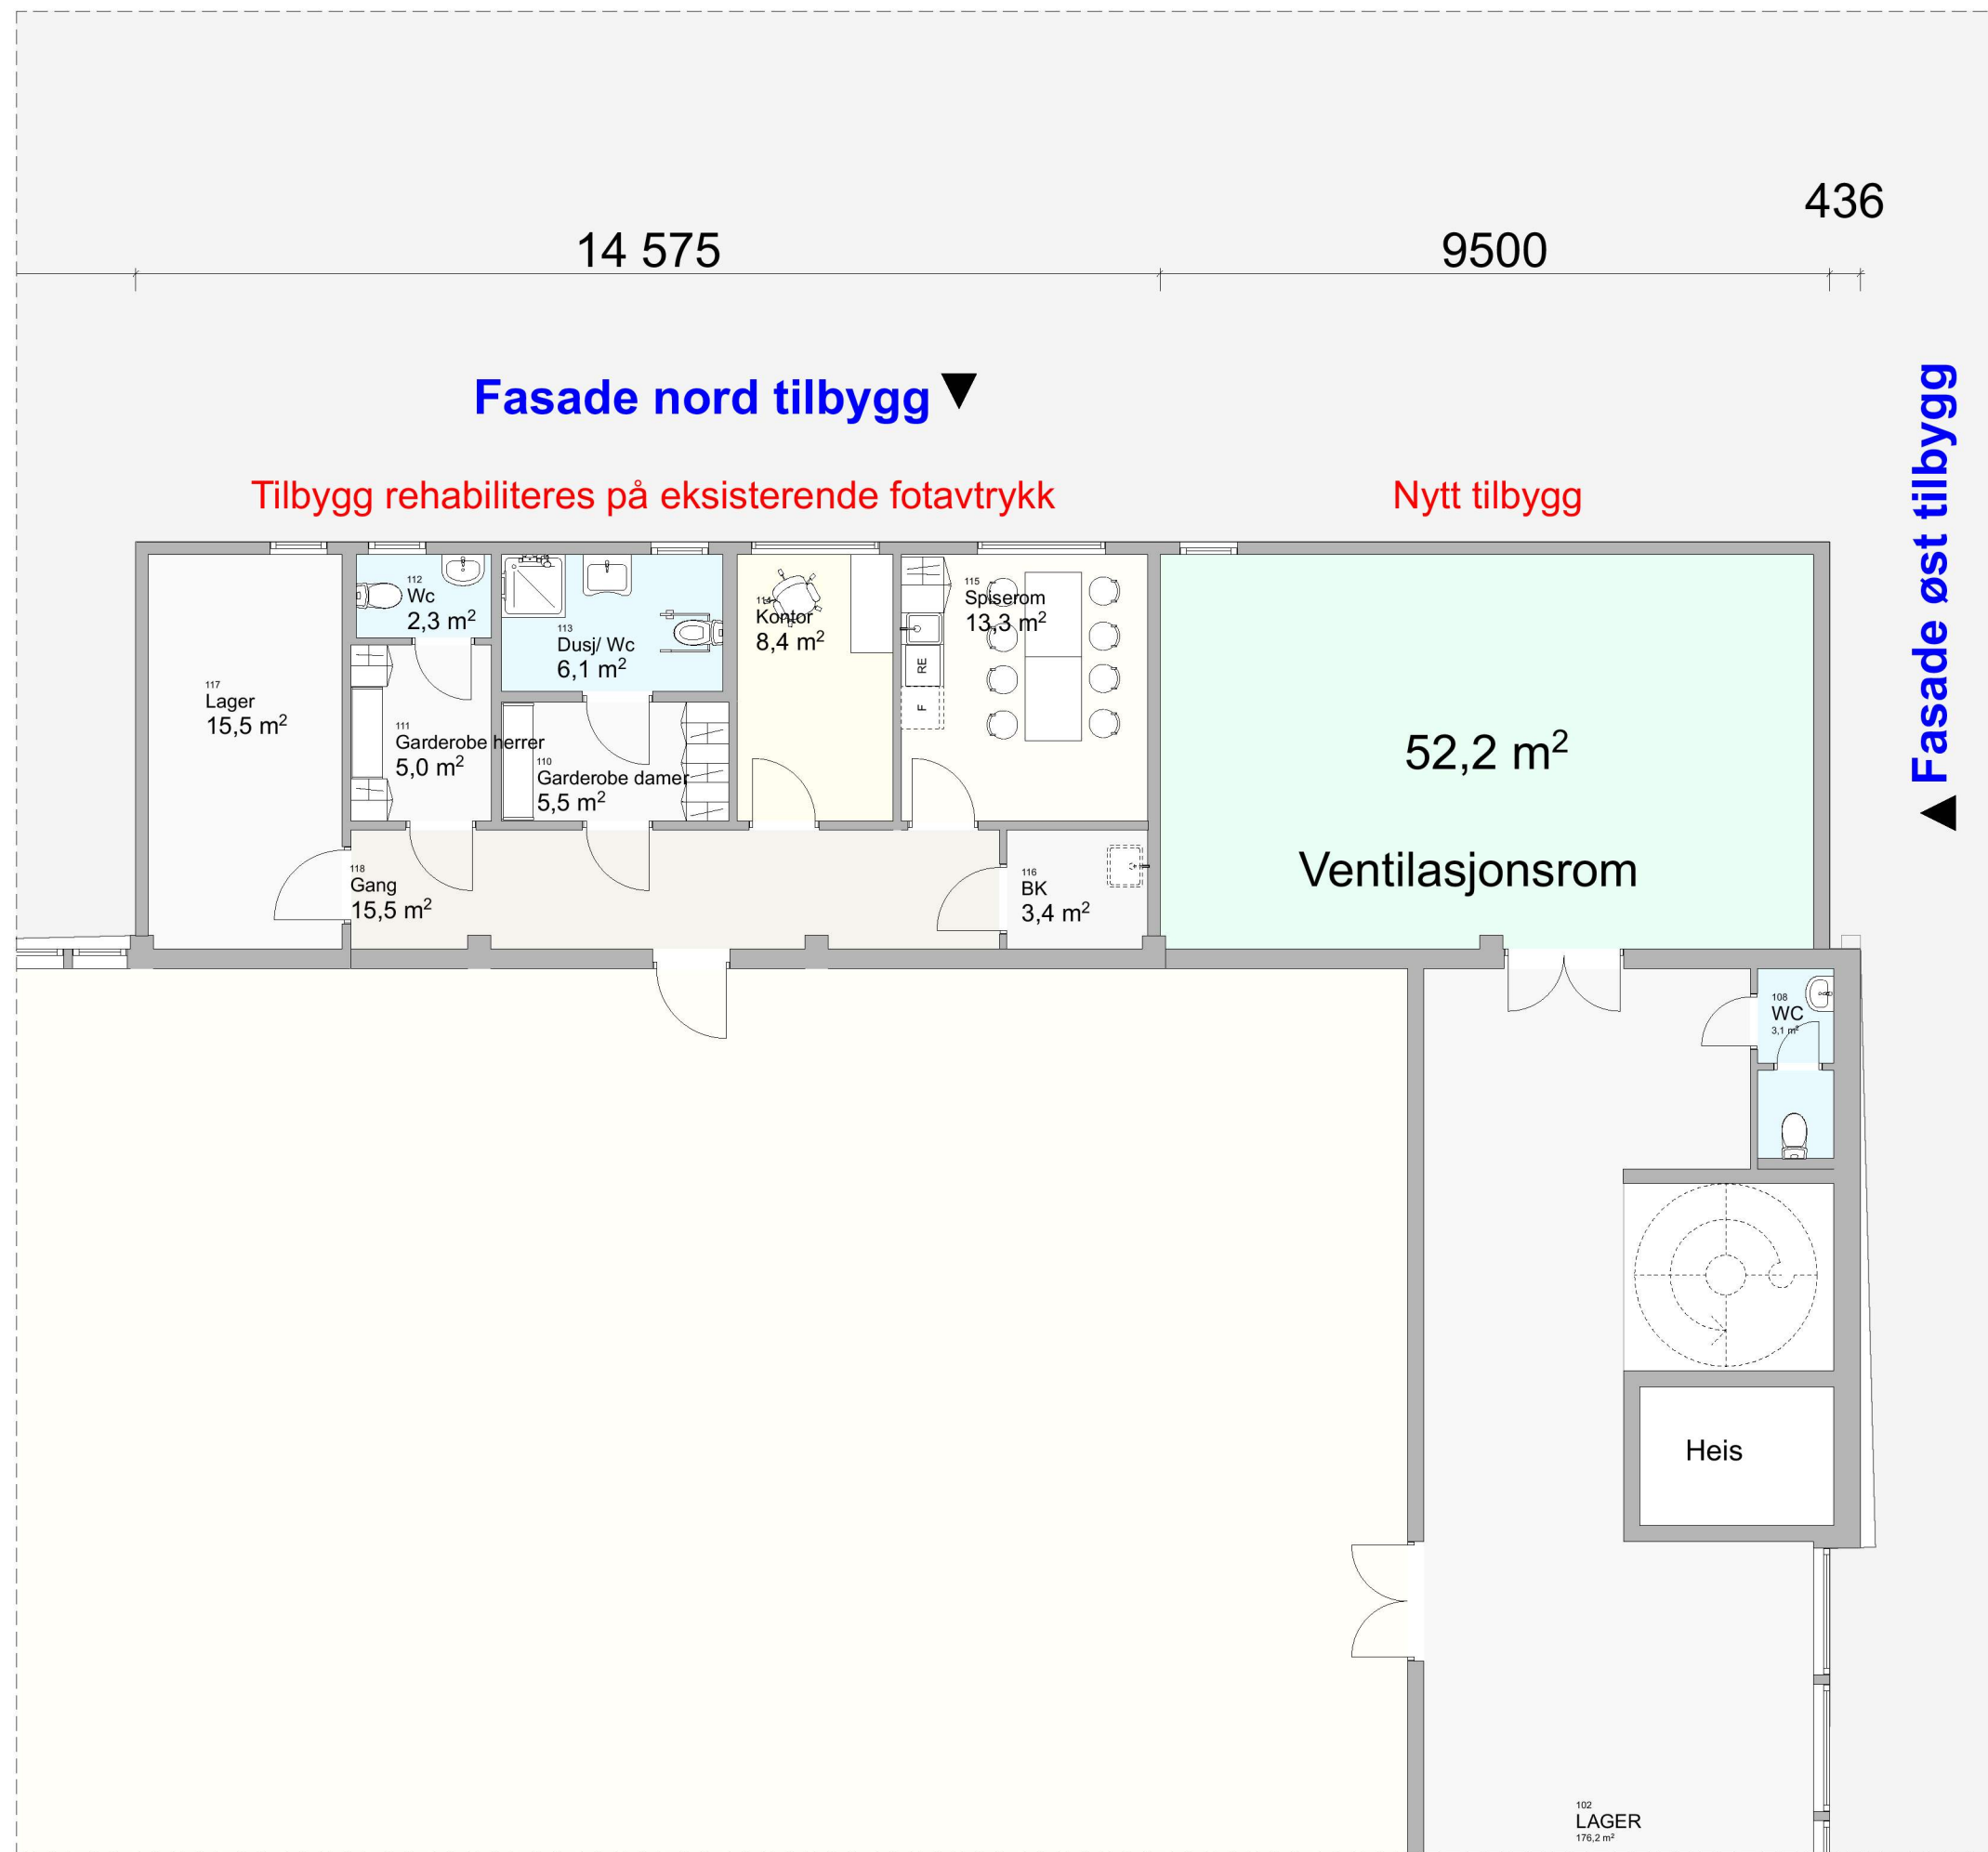 436
14 575
9500
Fasade nord tilbygg
Fasade øst tilbygg
Tilbygg rehabiliteres på eksisterende fotavtrykk
Nytt tilbygg
112
Wc
2,3 m²
113
Dusj/ Wc
6,1 m²
114
Kontor
8,4 m²
115
Spiserom
13,3 m²
RE
F
117
Lager
15,5 m²
111
Garderobe herrer
5,0 m²
110
Garderobe damer
5,5 m²
52,2 m²
Ventilasjonsrom
118
Gang
15,5 m²
116
BK
3,4 m²
108
WC
3,1 m²
Heis
102
LAGER
176,2 m²